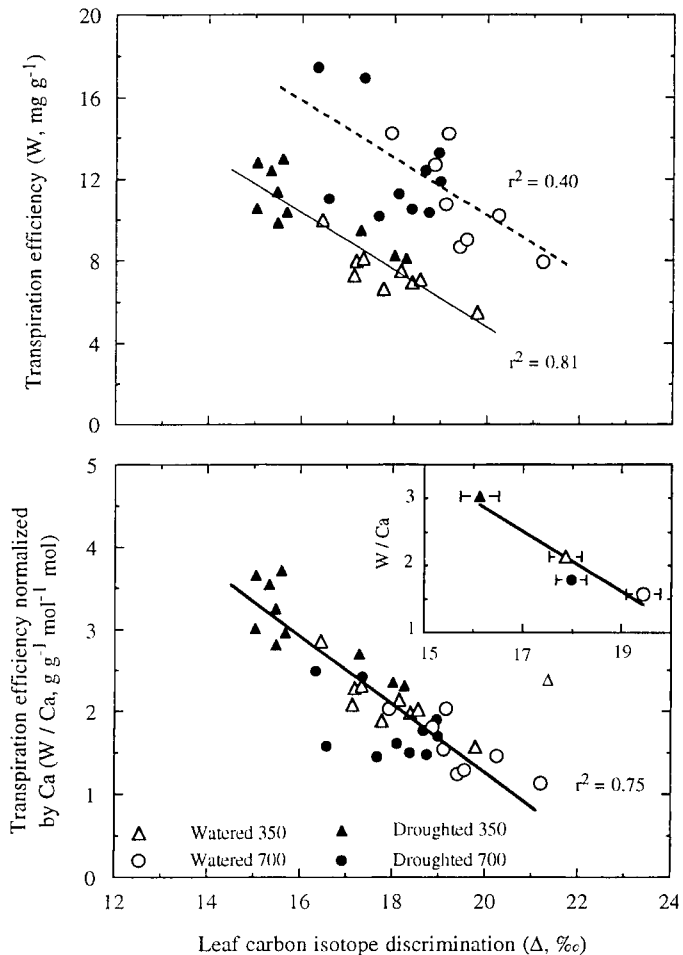 20
16
12
8
4
0
Transpiration efficiency (W, mg g⁻¹)
r² = 0.40
r² = 0.81
5
4
3
2
1
0
Transpiration efficiency normalized
by Ca (W / Ca, g g⁻¹ mol⁻¹ mol)
3
2
1
W / Ca
15 17 19
Δ
r² = 0.75
Watered 350 Droughted 350
Watered 700 Droughted 700
12 14 16 18 20 22 24
Leaf carbon isotope discrimination (Δ, ‰)